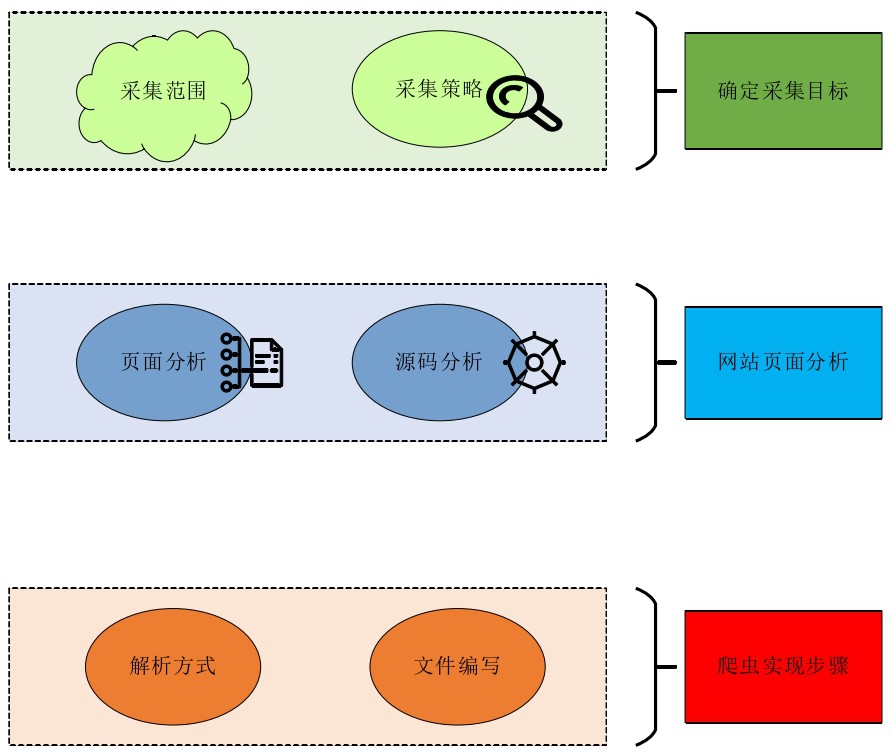 采集范围
采集策略
确定采集目标
页面分析
源码分析
网站页面分析
解析方式
文件编写
爬虫实现步骤